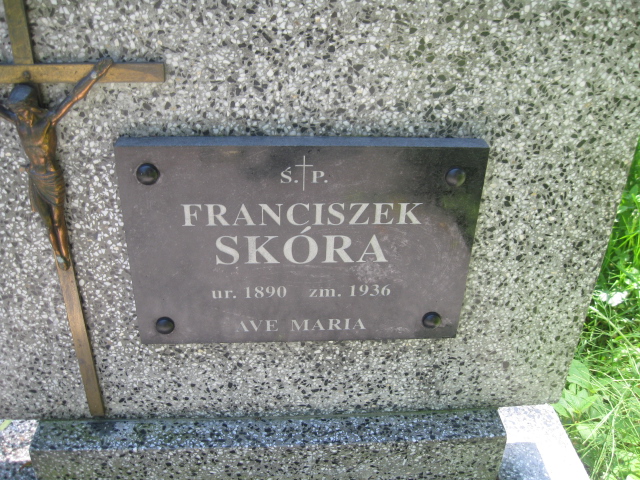 Ś.†P.
FRANCISZEK
SKÓRA
ur. 1890 zm. 1936
AVE MARIA